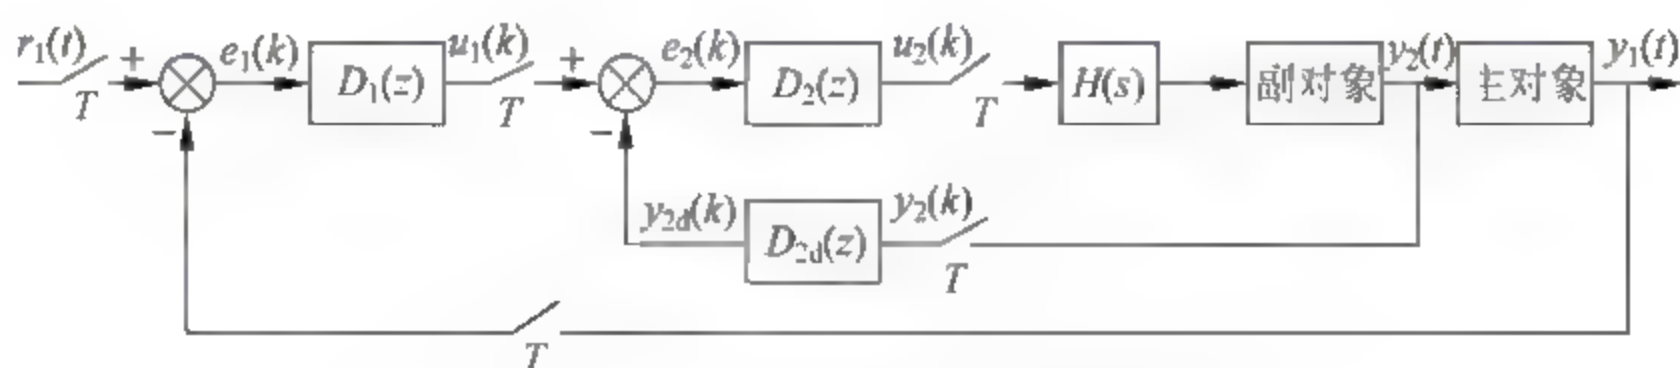 r₁(t)
T
+
−
e₁(k)
D₁(z)
u₁(k)
T
+
−
e₂(k)
D₂(z)
u₂(k)
T
H(s)
副对象
y₂(t)
主对象
y₁(t)
y₂d(k)
D₂d(z)
y₂(k)
T
T